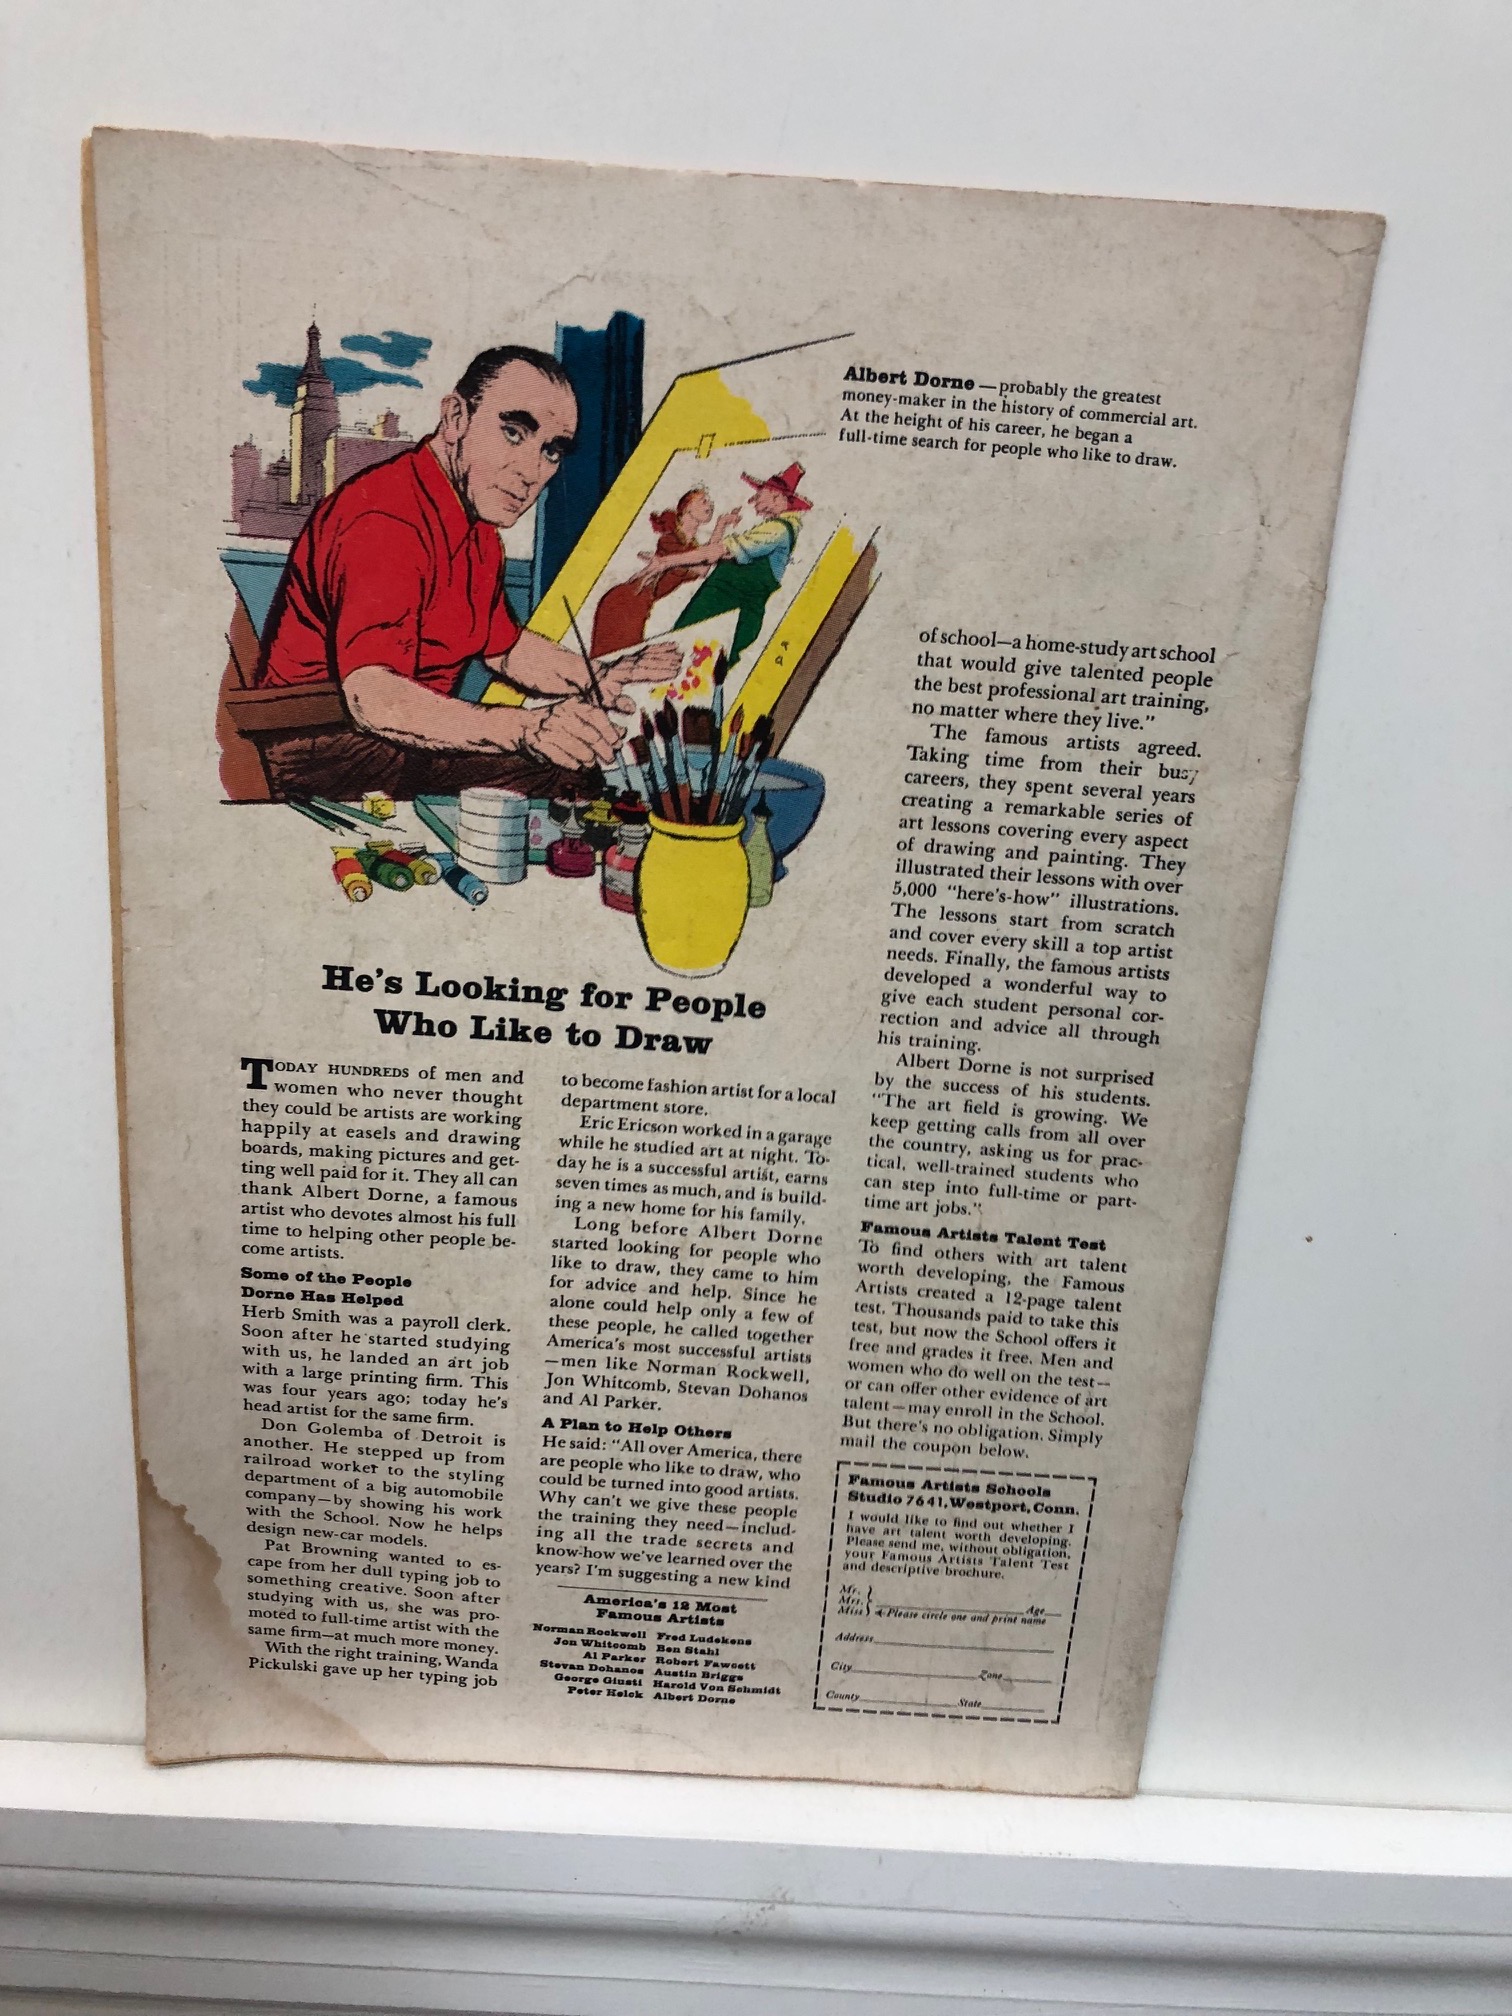 Albert Dorne — probably the greatest
money-maker in the history of commercial art.
At the height of his career, he began a
full-time search for people who like to draw.
He's Looking for People
Who Like to Draw
TODAY HUNDREDS of men and
women who never thought
they could be artists are working
happily at easels and drawing
boards, making pictures and get-
ting well paid for it. They all can
thank Albert Dorne, a famous
artist who devotes almost his full
time to helping other people be-
come artists.
Some of the People
Dorne Has Helped
Herb Smith was a payroll clerk.
Soon after he started studying
with us, he landed an art job
with a large printing firm. This
was four years ago; today he's
head artist for the same firm.
Don Golemba of Detroit is
another. He stepped up from
railroad worker to the styling
department of a big automobile
company—by showing his work
with the School. Now he helps
design new-car models.
Pat Browning wanted to es-
cape from her dull typing job to
something creative. Soon after
studying with us, she was pro-
moted to full-time artist with the
same firm—at much more money.
With the right training, Wanda
Pickulski gave up her typing job
to become fashion artist for a local
department store.
Eric Ericson worked in a garage
while he studied art at night. To-
day he is a successful artist, earns
seven times as much, and is build-
ing a new home for his family.
Long before Albert Dorne
started looking for people who
like to draw, they came to him
for advice and help. Since he
alone could help only a few of
these people, he called together
America's most successful artists
—men like Norman Rockwell,
Jon Whitcomb, Stevan Dohanos
and Al Parker.
A Plan to Help Others
He said: "All over America, there
are people who like to draw, who
could be turned into good artists.
Why can't we give these people
the training they need—includ-
ing all the trade secrets and
know-how we've learned over the
years? I'm suggesting a new kind
America's 12 Most
Famous Artists
Norman Rockwell Fred Ludekens
Jon Whitcomb Ben Stahl
Al Parker Robert Fawcett
Stevan Dohanos Austin Briggs
George Giusti Harold Von Schmidt
Peter Helck Albert Dorne
of school—a home-study art school
that would give talented people
the best professional art training,
no matter where they live."
The famous artists agreed.
Taking time from their busy
careers, they spent several years
creating a remarkable series of
art lessons covering every aspect
of drawing and painting. They
illustrated their lessons with over
5,000 "here's-how" illustrations.
The lessons start from scratch
and cover every skill a top artist
needs. Finally, the famous artists
developed a wonderful way to
give each student personal cor-
rection and advice all through
his training.
Albert Dorne is not surprised
by the success of his students.
"The art field is growing. We
keep getting calls from all over
the country, asking us for prac-
tical, well-trained students who
can step into full-time or part-
time art jobs."
Famous Artists Talent Test
To find others with art talent
worth developing, the Famous
Artists created a 12-page talent
test. Thousands paid to take this
test, but now the School offers it
free and grades it free. Men and
women who do well on the test—
or can offer other evidence of art
talent—may enroll in the School.
But there's no obligation. Simply
mail the coupon below.
Famous Artists Schools
Studio 7641, Westport, Conn.
I would like to find out whether I
have art talent worth developing.
Please send me, without obligation,
your Famous Artists Talent Test
and descriptive brochure.
Mr.
Mrs. Age
Miss Please circle one and print name
Address
City Zone
County State